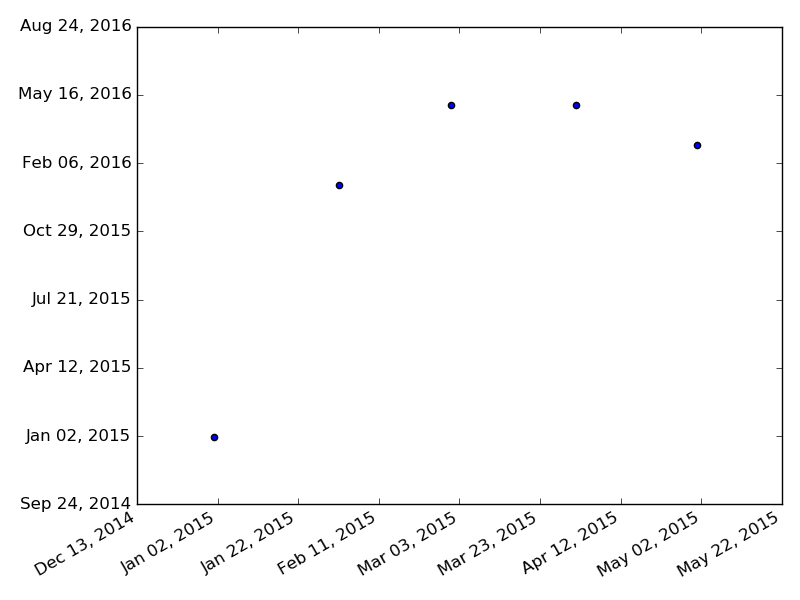 Aug 24, 2016
May 16, 2016
Feb 06, 2016
Oct 29, 2015
Jul 21, 2015
Apr 12, 2015
Jan 02, 2015
Sep 24, 2014
Dec 13, 2014
Jan 02, 2015
Jan 22, 2015
Feb 11, 2015
Mar 03, 2015
Mar 23, 2015
Apr 12, 2015
May 02, 2015
May 22, 2015